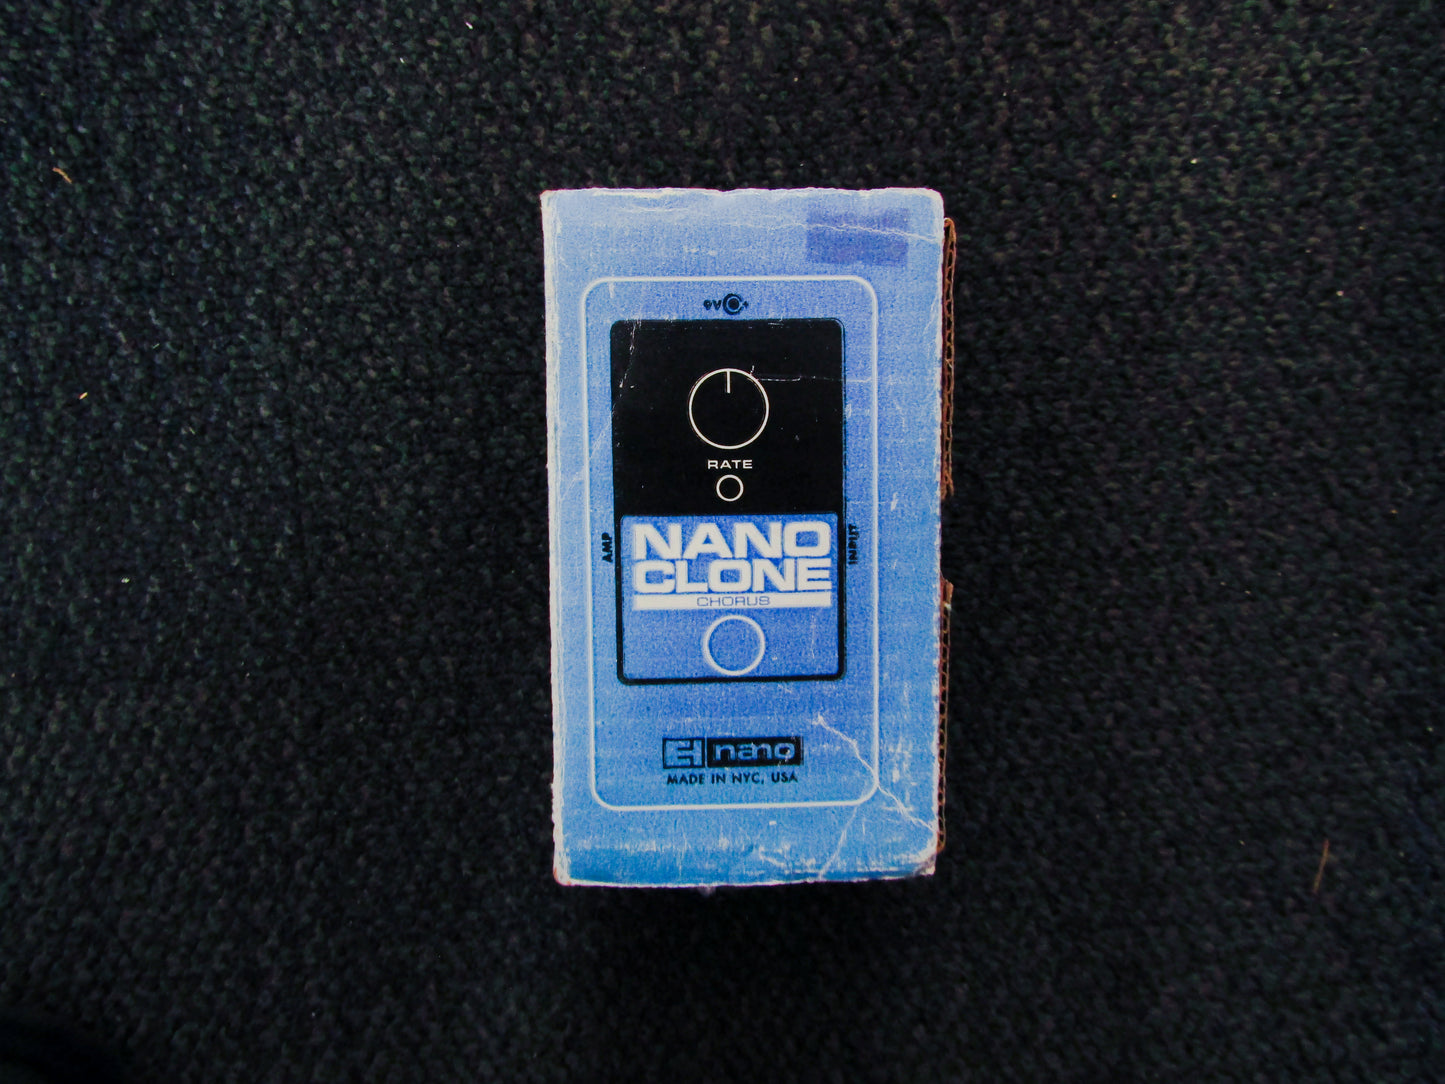 9V
RATE
AMP
INPUT
NANO
CLONE
CHORUS
EH nano
MADE IN NYC, USA